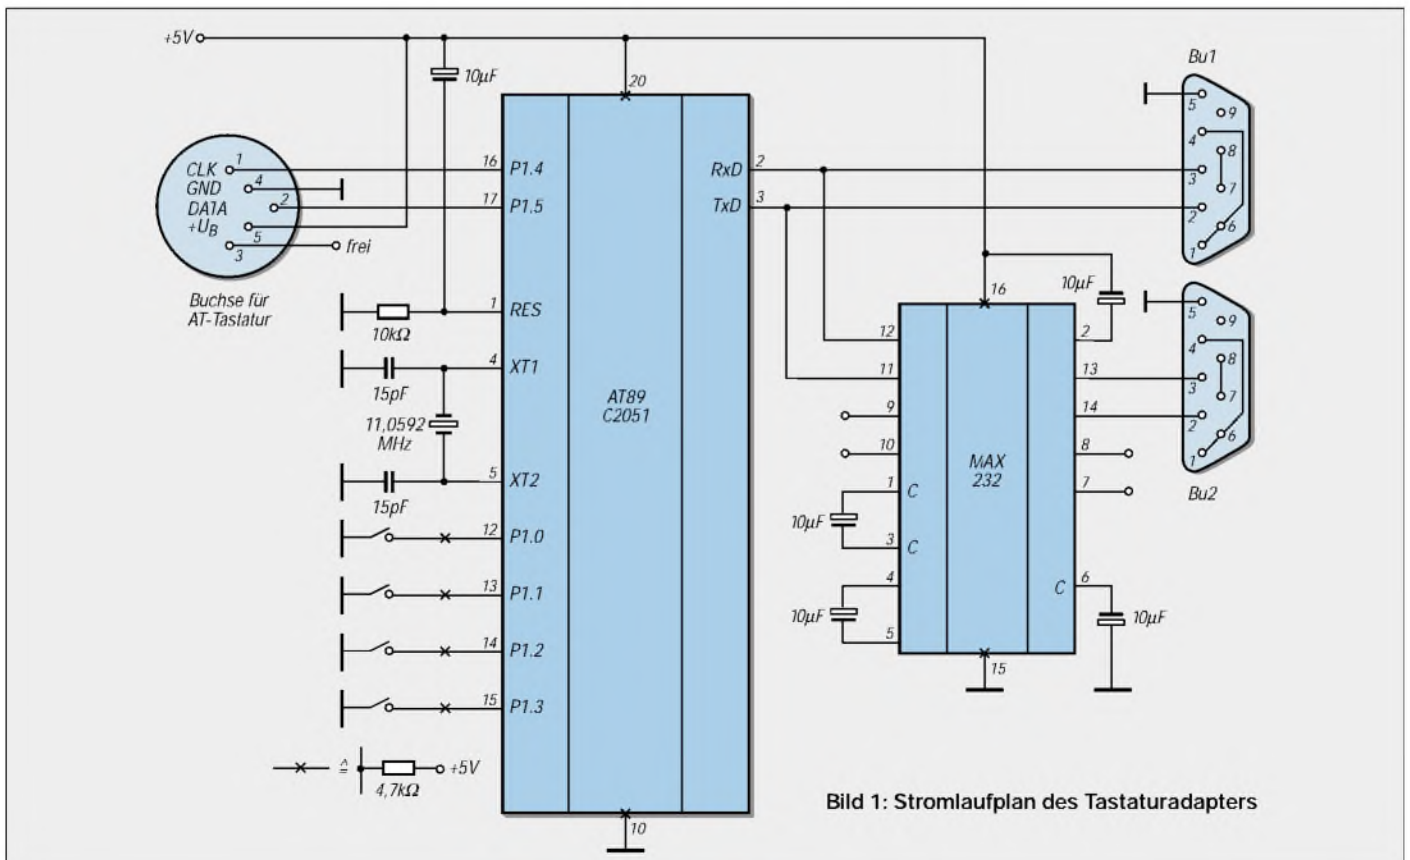 +5V
10µF
20
Bu1
5
9
4
8
3
7
2
6
1
CLK
1
GND
4
DATA
2
+UB
5
3
frei
Buchse für
AT-Tastatur
16
P1.4
17
P1.5
RxD
2
TxD
3
1
RES
10kΩ
4
XT1
15pF
11,0592
MHz
5
XT2
15pF
12
P1.0
13
P1.1
14
P1.2
15
P1.3
AT89
C2051
10
≙
4,7kΩ
+5V
16
10µF
12
2
11
13
9
14
10
8
1
C
7
10µF
3
C
4
10µF
5
C
6
10µF
MAX
232
15
5
9
4
8
3
7
2
6
1
Bu2
Bild 1: Stromlaufplan des Tastaturadapters